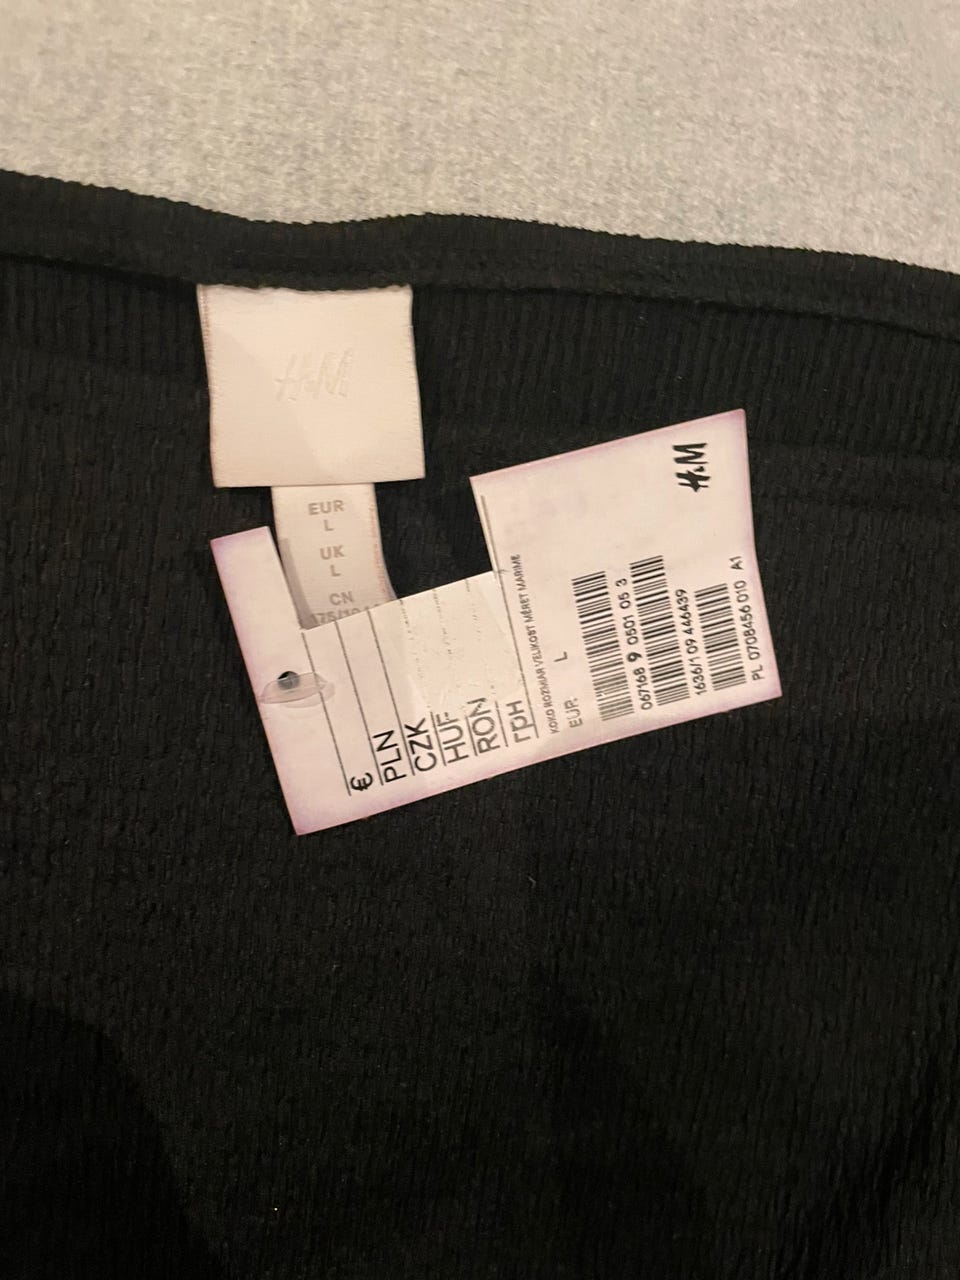 H&M
EUR
L
UK
L
CN
H&M
€
PLN
CZK
HUF
RON
грн
KOKO ROZMIAR VELIKOST MÉRET MARIME
EUR L
067168 9 0501 05 3
1636/1 09 446439
PL 0708456 010 A1